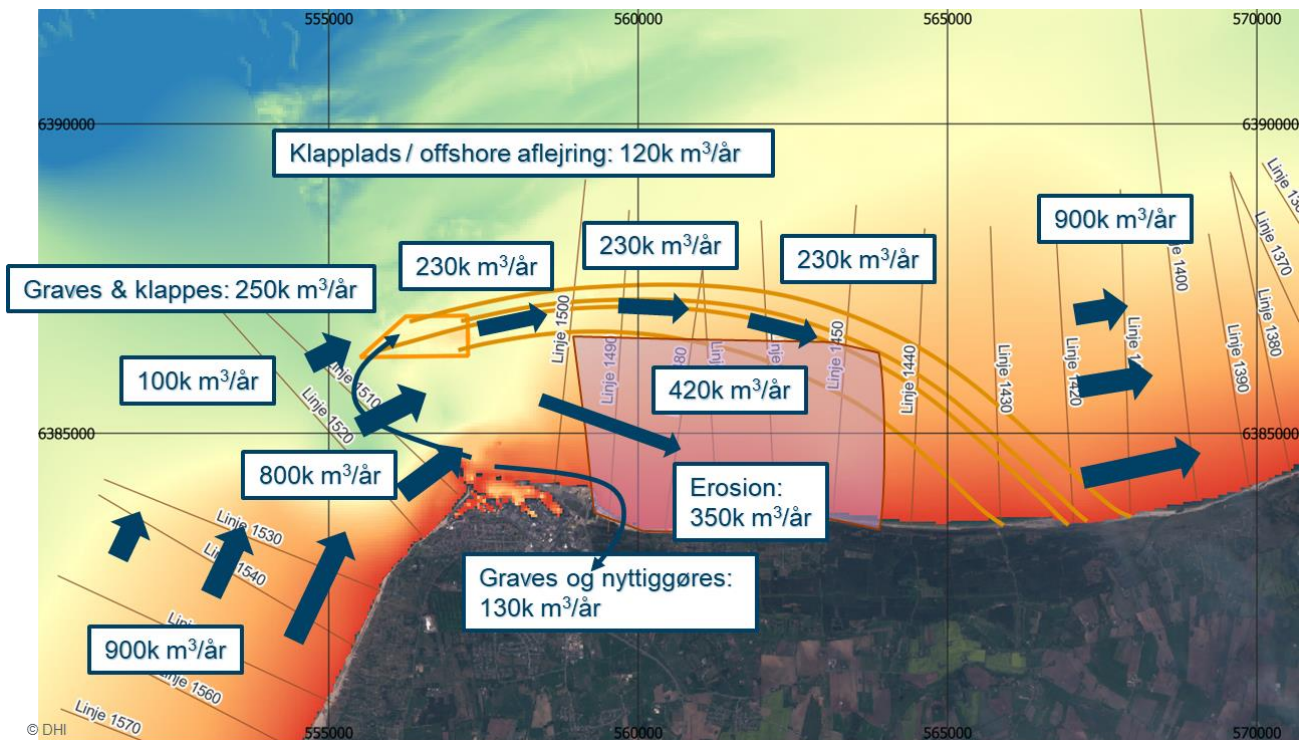 555000
560000
565000
570000
6390000
6390000
Klapplads / offshore aflejring: 120k m³/år
Linje 1370
Linje 1380
Linje 1390
Linje 1400
900k m³/år
230k m³/år
230k m³/år
230k m³/år
Graves & klappes: 250k m³/år
Linje 1500
Linje 1490
Linje 1450
Linje 1440
Linje 1430
Linje 1420
100k m³/år
Linje 1510
Linje 1520
420k m³/år
6385000
6385000
800k m³/år
Erosion:
350k m³/år
Linje 1530
Linje 1540
Graves og nyttiggøres:
130k m³/år
900k m³/år
Linje 1560
Linje 1570
© DHI
555000
560000
565000
570000